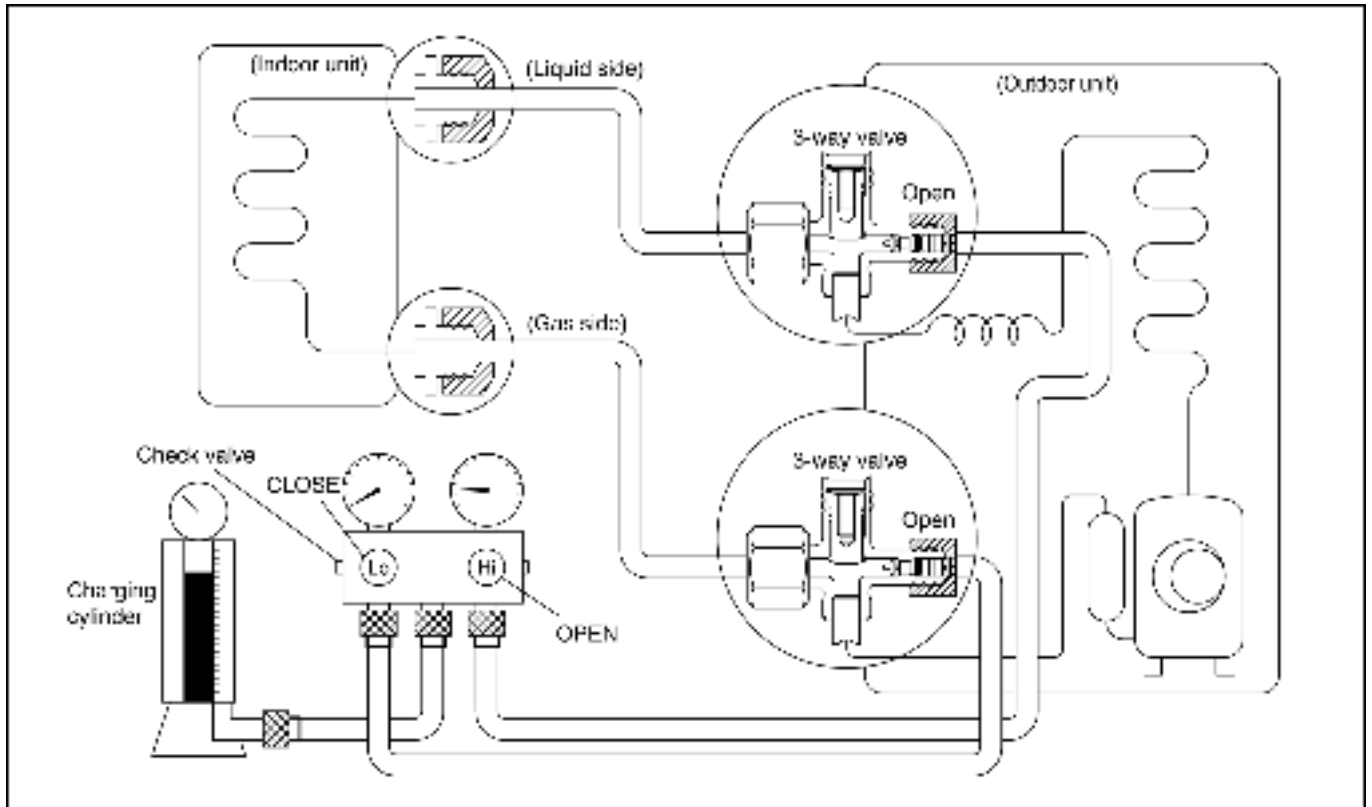 (Indoor unit)
(Liquid side)
(Outdoor unit)
3-way valve
Open
(Gas side)
3-way valve
Open
Check valve
CLOSE
Lo
Hi
Charging
cylinder
OPEN